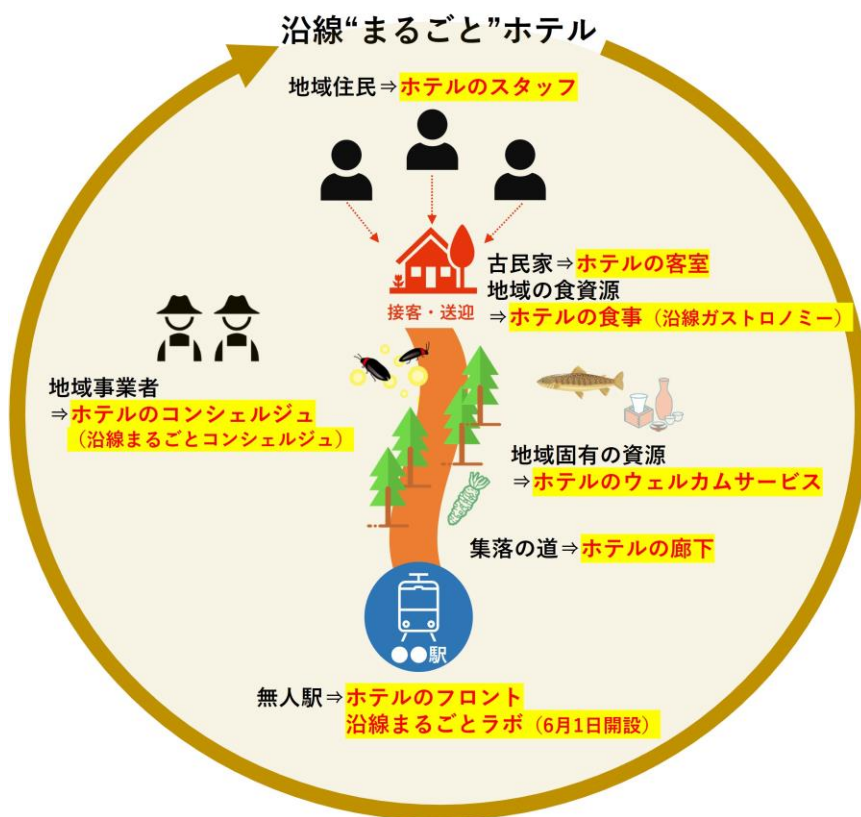 沿線“まるごと”ホテル
地域住民⇒ホテルのスタッフ
古民家⇒ホテルの客室
地域の食資源
⇒ホテルの食事（沿線ガストロノミー）
接客・送迎
地域事業者
⇒ホテルのコンシェルジュ
（沿線まるごとコンシェルジュ）
地域固有の資源
⇒ホテルのウェルカムサービス
集落の道⇒ホテルの廊下
●●駅
無人駅⇒ホテルのフロント
沿線まるごとラボ（6月1日開設）